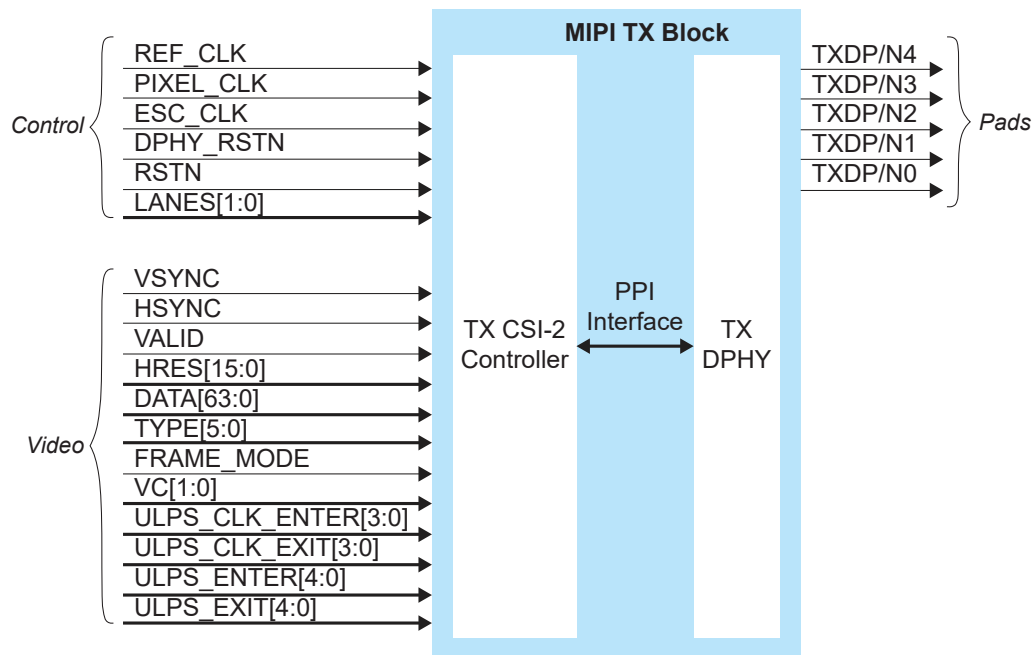 MIPI TX Block
Control
REF_CLK
PIXEL_CLK
ESC_CLK
DPHY_RSTN
RSTN
LANES[1:0]
Video
VSYNC
HSYNC
VALID
HRES[15:0]
DATA[63:0]
TYPE[5:0]
FRAME_MODE
VC[1:0]
ULPS_CLK_ENTER[3:0]
ULPS_CLK_EXIT[3:0]
ULPS_ENTER[4:0]
ULPS_EXIT[4:0]
TX CSI-2
Controller
PPI
Interface
TX
DPHY
TXDP/N4
TXDP/N3
TXDP/N2
TXDP/N1
TXDP/N0
Pads